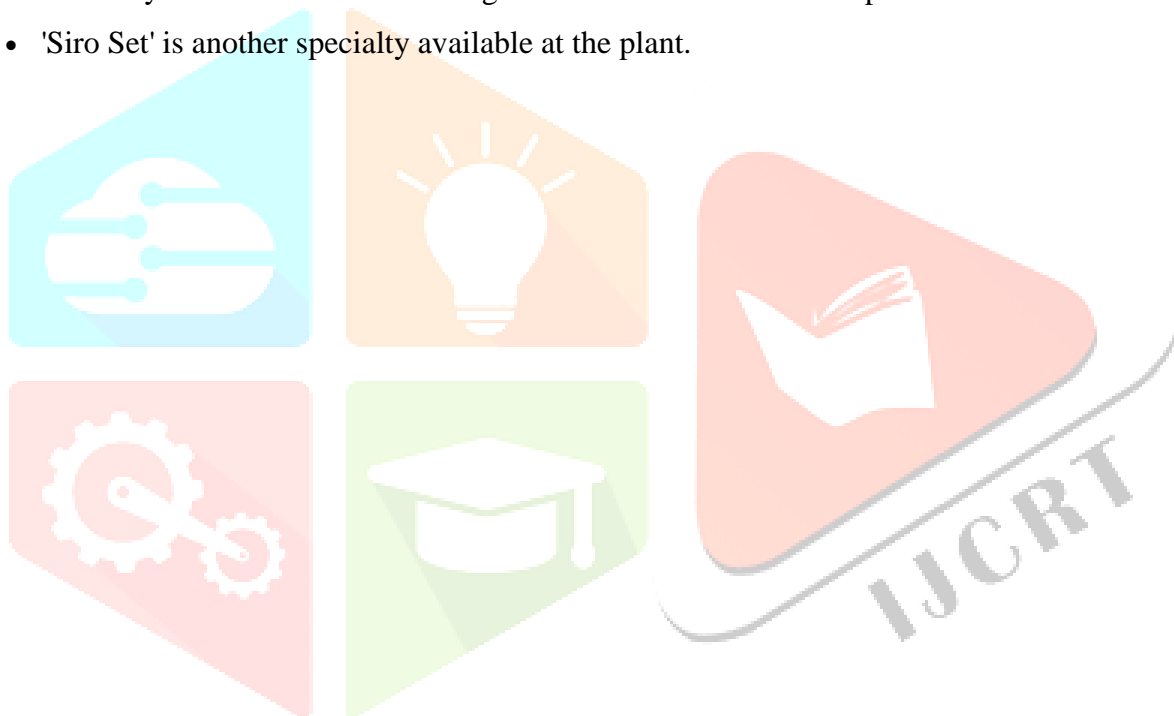 • 'Siro Set' is another specialty available at the plant.
IJCRT